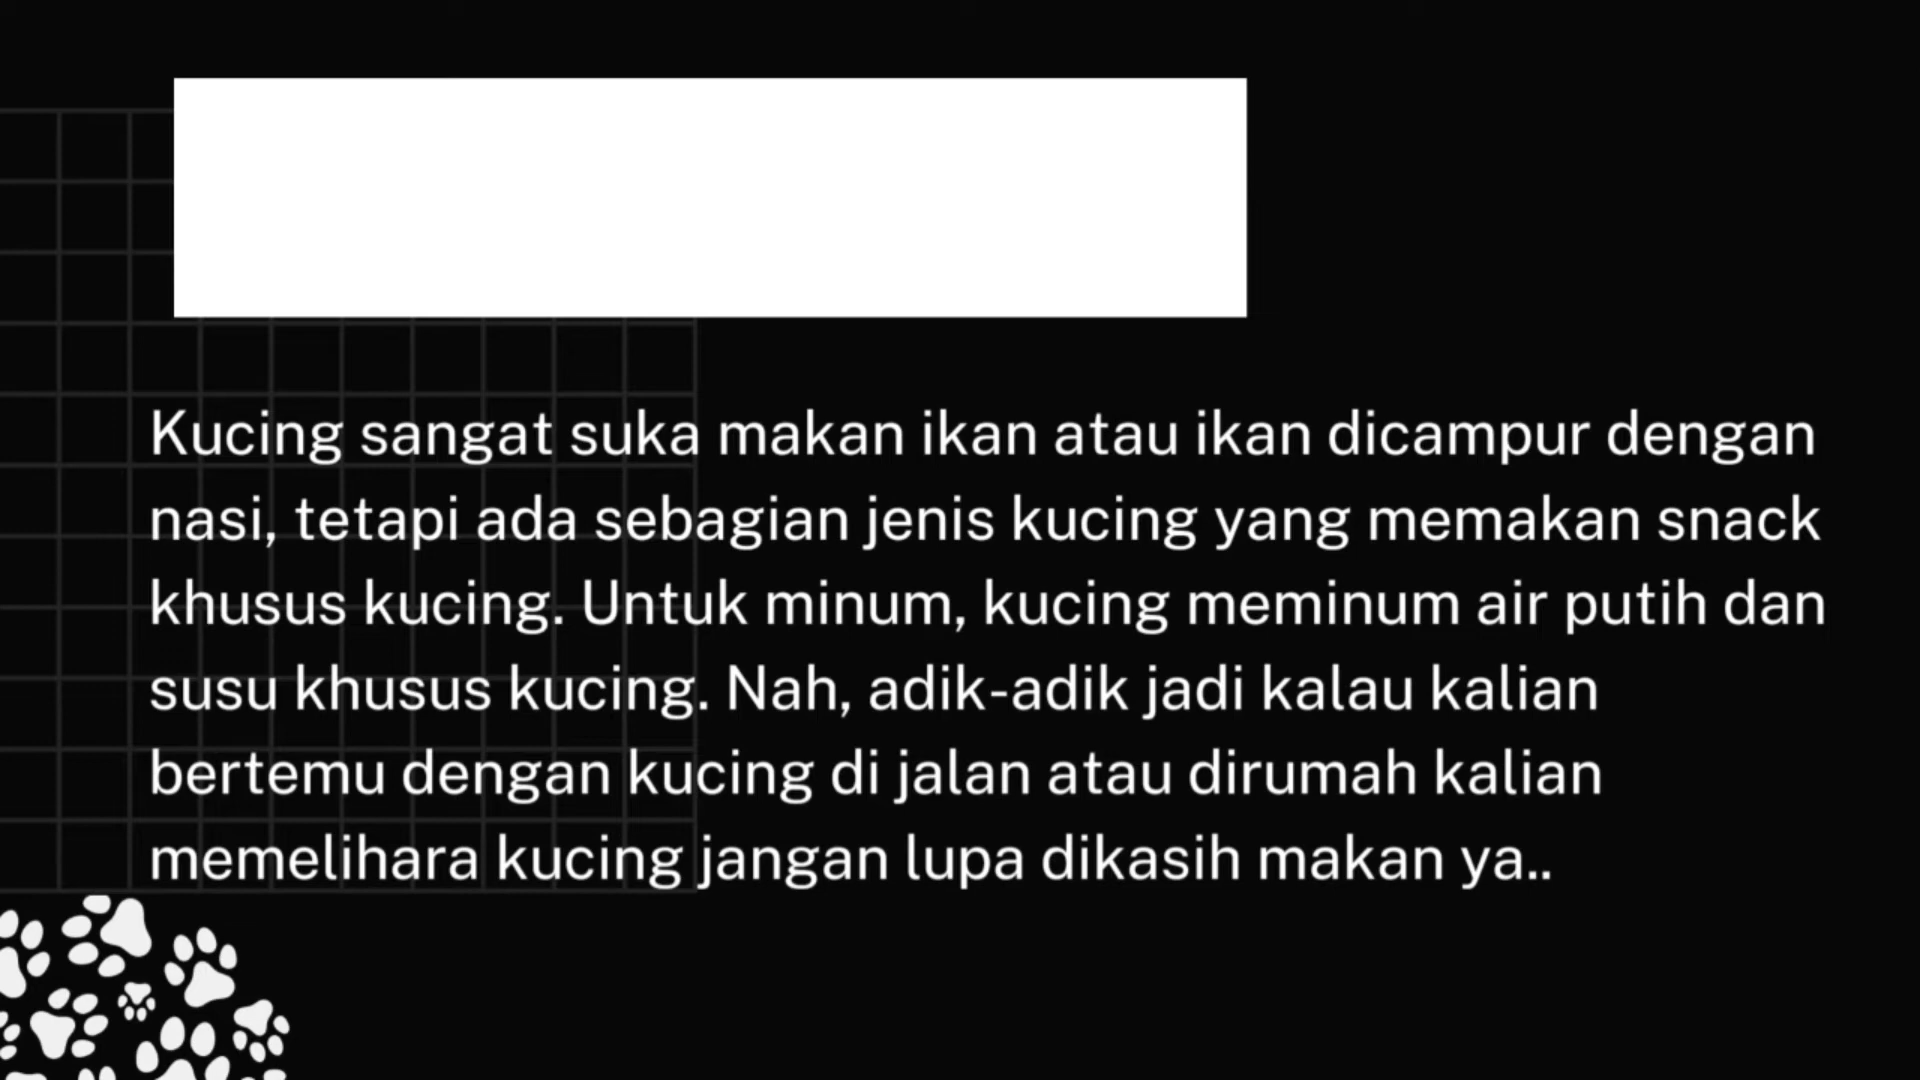 Kucing sangat suka makan ikan atau ikan dicampur dengan
nasi, tetapi ada sebagian jenis kucing yang memakan snack
khusus kucing. Untuk minum, kucing meminum air putih dan
susu khusus kucing. Nah, adik-adik jadi kalau kalian
bertemu dengan kucing di jalan atau dirumah kalian
memelihara kucing jangan lupa dikasih makan ya..